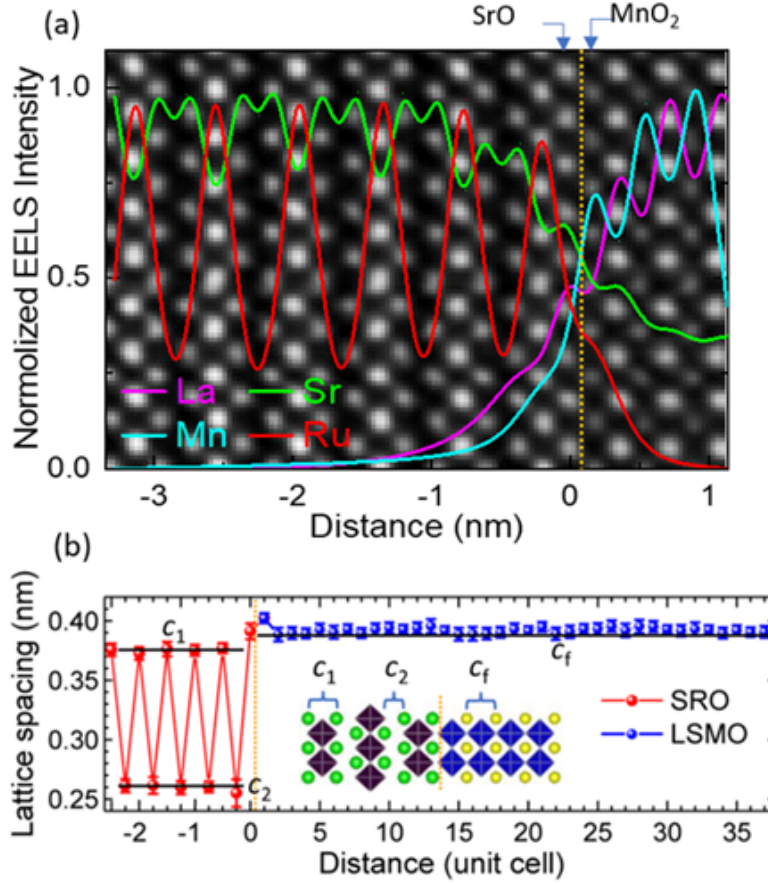 (a)
SrO MnO₂
Normolized EELS Intensity
1.0
0.5
0.0
La Sr
Mn Ru
-3 -2 -1 0 1
Distance (nm)
(b)
Lattice spacing (nm)
0.40
0.35
0.30
0.25
c₁
c₂
c_f
c₁ c₂ c_f
SRO
LSMO
-2 -1 0 5 10 15 20 25 30 35
Distance (unit cell)